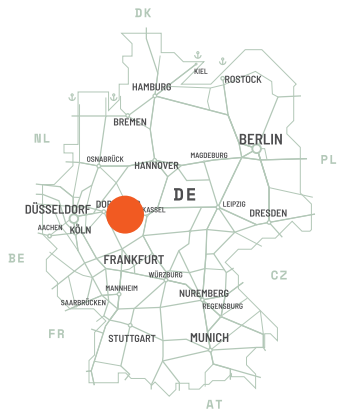 DK
KIEL
ROSTOCK
HAMBURG
BREMEN
NL
BERLIN
OSNABRÜCK
HANNOVER
MAGDEBURG
PL
DE
DÜSSELDORF
KASSEL
LEIPZIG
DRESDEN
AACHEN
KÖLN
BE
FRANKFURT
WÜRZBURG
CZ
MANNHEIM
NUREMBERG
SAARBRÜCKEN
REGENSBURG
FR
STUTTGART
MUNICH
AT